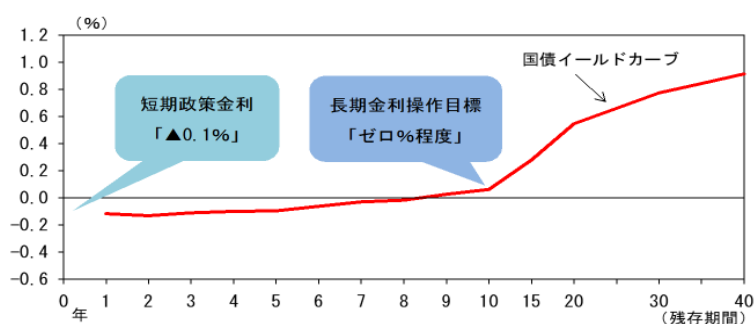 （%）
1.2
1.0
0.8
0.6
0.4
0.2
0.0
-0.2
-0.4
-0.6
国債イールドカーブ
短期政策金利
「▲0.1%」
長期金利操作目標
「ゼロ%程度」
0 1 2 3 4 5 6 7 8 9 10 15 20 30 40
年
（残存期間）